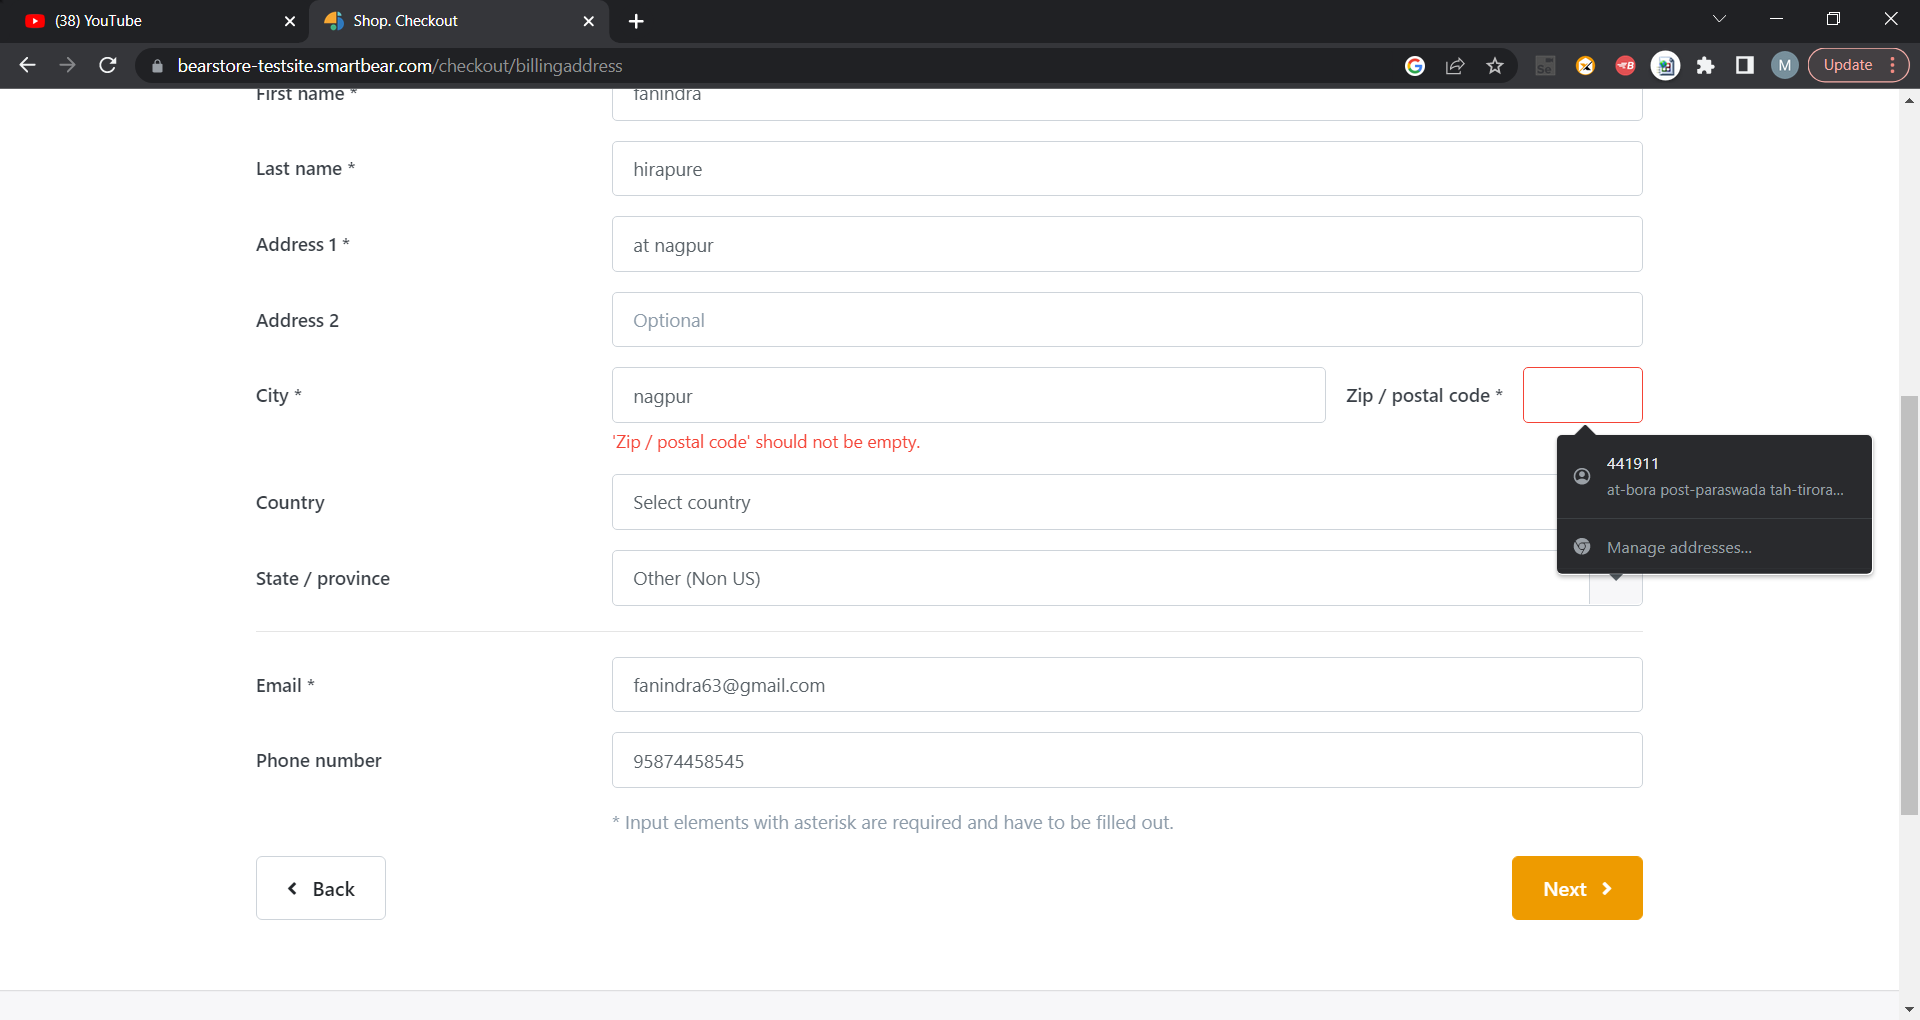 (38) YouTube
Shop. Checkout
bearstore-testsite.smartbear.com/checkout/billingaddress
Se
B
M
Update
First name *
fanindra
Last name *
hirapure
Address 1 *
at nagpur
Address 2
Optional
City *
nagpur
Zip / postal code *
'Zip / postal code' should not be empty.
441911
at-bora post-paraswada tah-tirora...
Country
Select country
Manage addresses...
State / province
Other (Non US)
Email *
fanindra63@gmail.com
Phone number
95874458545
* Input elements with asterisk are required and have to be filled out.
Back
Next